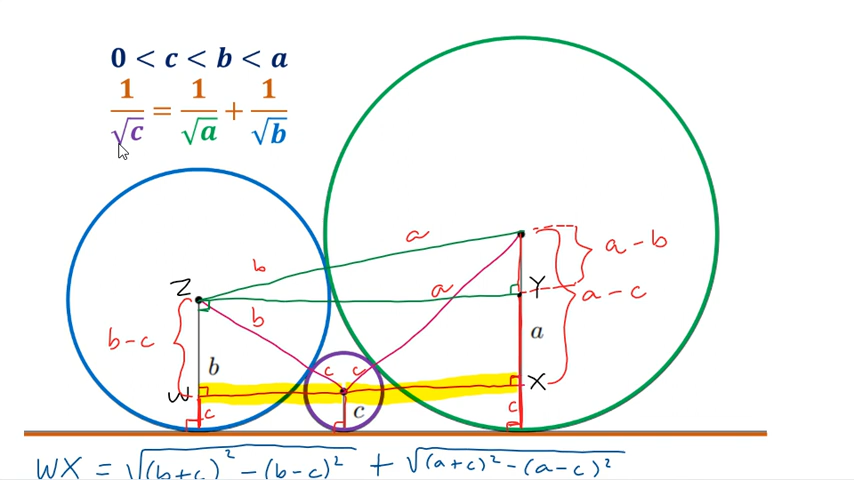 0 < c < b < a
1/√c = 1/√a + 1/√b
a
b
a - b
Z
Y
a
a - c
b
b - c
a
b
c c
W
X
c
c
c
WX = √(b+c)² - (b-c)² + √(a+c)² - (a-c)²